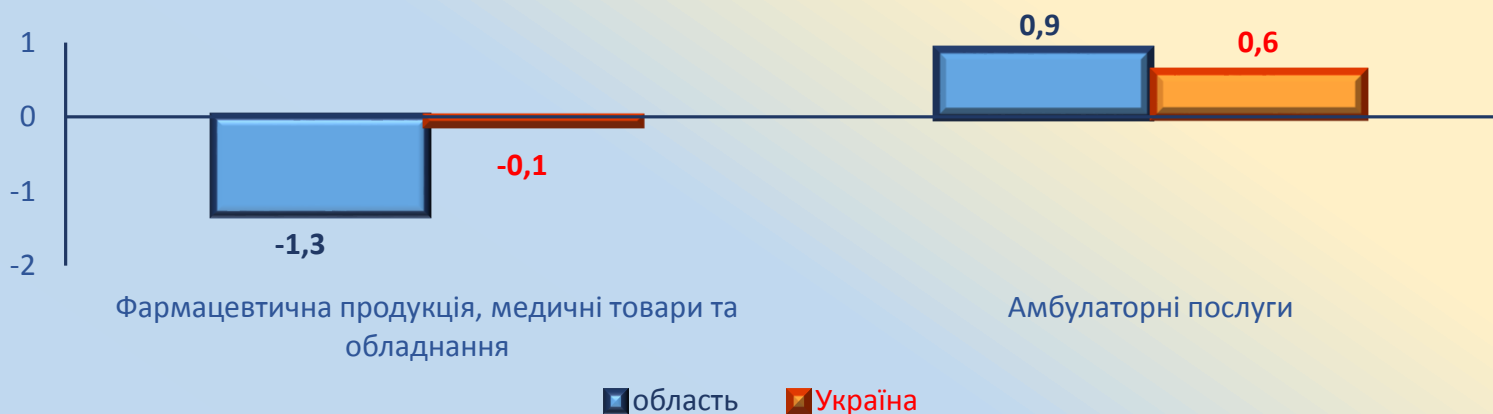 0,9
0,6
1
0
-0,1
-1
-1,3
-2
Фармацевтична продукція, медичні товари та
обладнання
Амбулаторні послуги
область
Україна